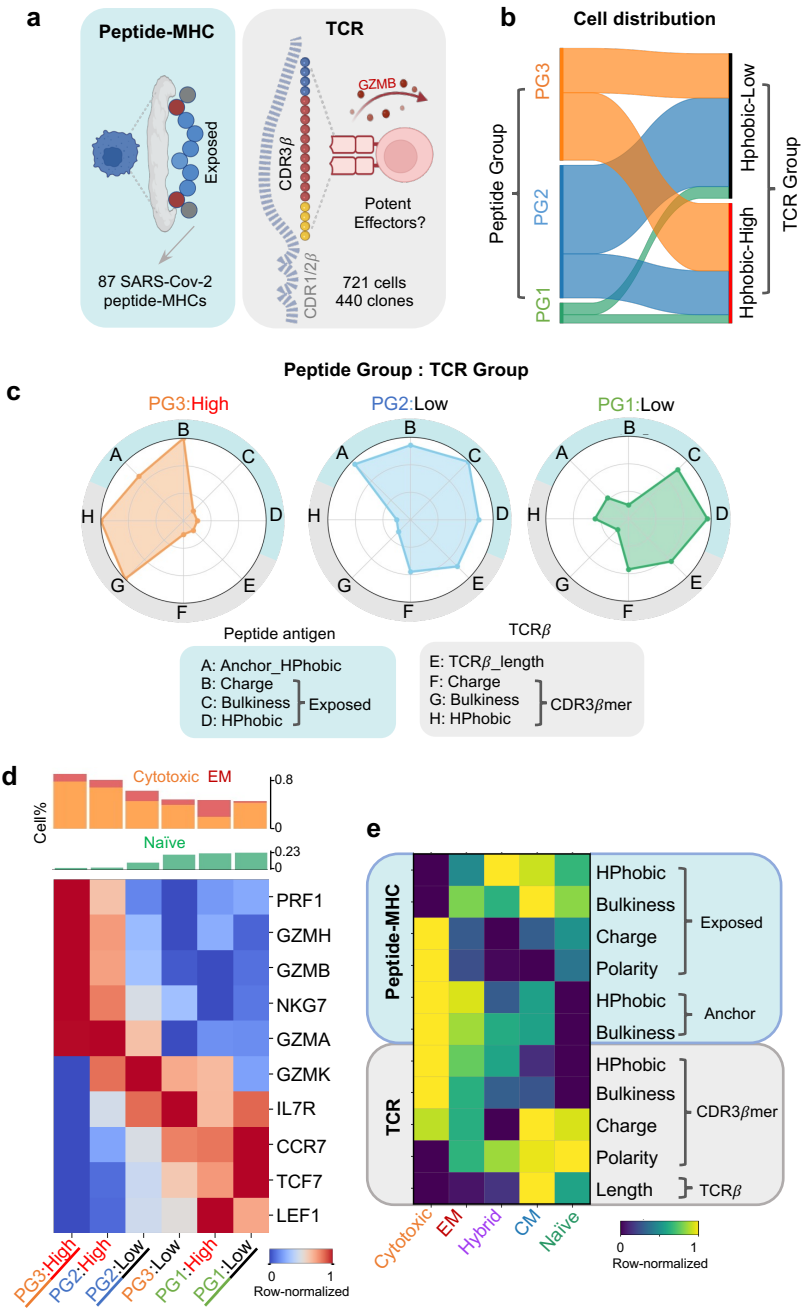 a
Peptide-MHC
Exposed
87 SARS-Cov-2
peptide-MHCs
TCR
CDR3β
CDR1/2β
GZMB
Potent
Effectors?
721 cells
440 clones
b
Cell distribution
Peptide Group
PG3
PG2
PG1
Hphobic-Low
Hphobic-High
TCR Group
c
Peptide Group : TCR Group
PG3:High
A
B
C
D
E
F
G
H
PG2:Low
A
B
C
D
E
F
G
H
PG1:Low
A
B_
C
D
E
F
G
H
Peptide antigen
A: Anchor_HPhobic
B: Charge
C: Bulkiness
D: HPhobic
Exposed
TCRβ
E: TCRβ_length
F: Charge
G: Bulkiness
H: HPhobic
CDR3βmer
d
Cell%
Cytotoxic EM
0.8
0
Naïve
0.23
0
PRF1
GZMH
GZMB
NKG7
GZMA
GZMK
IL7R
CCR7
TCF7
LEF1
PG3:High
PG2:High
PG2:Low
PG3:Low
PG1:High
PG1:Low
0 1
Row-normalized
e
Peptide-MHC
HPhobic
Bulkiness
Charge
Polarity
Exposed
HPhobic
Bulkiness
Anchor
TCR
HPhobic
Bulkiness
Charge
Polarity
CDR3βmer
Length
TCRβ
Cytotoxic
EM
Hybrid
CM
Naïve
0 1
Row-normalized